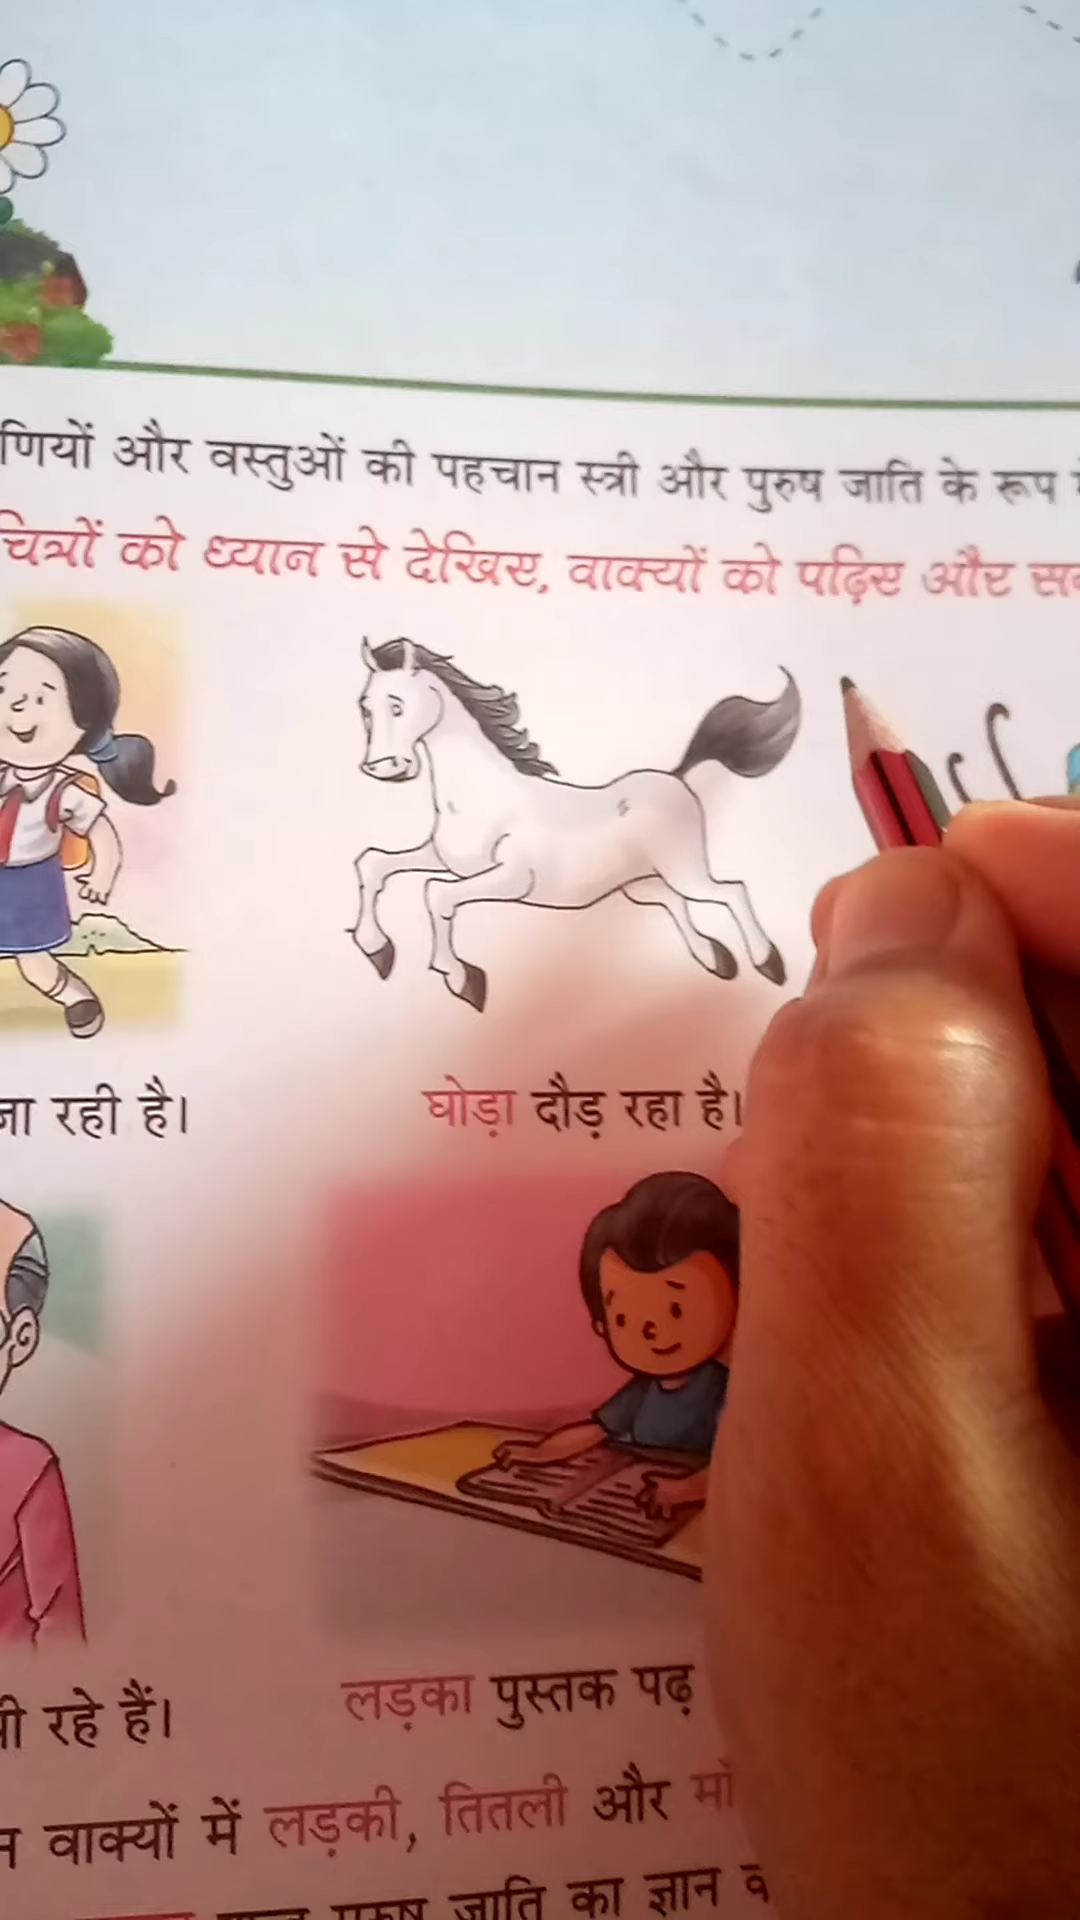 और वस्तुओं की पहचान स्त्री और पुरुष जाति के रूप
चित्रों को ध्यान से देखिए, वाक्यों को पढ़िए और
जा रही है।
घोड़ा दौड़ रहा है।
रहे हैं।
लड़का पुस्तक पढ़
वाक्यों में लड़की, तितली और
जाति का ज्ञान